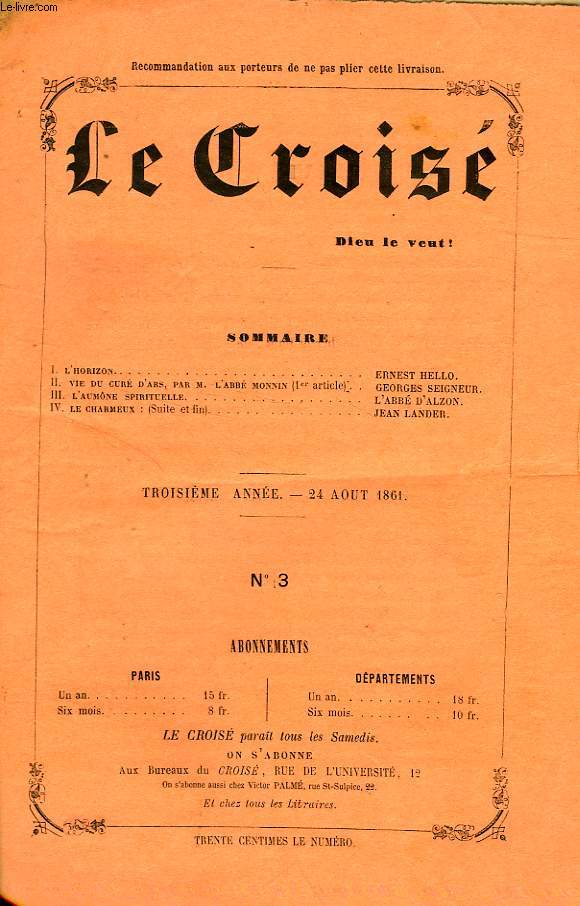 Le-livre.com
Recommandation aux porteurs de ne pas plier cette livraison.
Le Croisé
Dieu le veut!
SOMMAIRE
I. L'HORIZON. ERNEST HELLO.
II. VIE DU CURÉ D'ARS, PAR M. L'ABBÉ MONNIN (1er article). GEORGES SEIGNEUR.
III. L'AUMÔNE SPIRITUELLE. L'ABBÉ D'ALZON.
IV. LE CHARMEUX : (Suite et fin). JEAN LANDER.
TROISIÈME ANNÉE. — 24 AOUT 1861.
N° 3
ABONNEMENTS
PARIS
Un an. 15 fr.
Six mois. 8 fr.
DÉPARTEMENTS
Un an. 18 fr.
Six mois. 10 fr.
LE CROISÉ paraît tous les Samedis.
ON S'ABONNE
Aux Bureaux du CROISÉ, RUE DE L'UNIVERSITÉ, 12
On s'abonne aussi chez Victor PALMÉ, rue St-Sulpice, 22.
Et chez tous les Libraires.
TRENTE CENTIMES LE NUMÉRO.